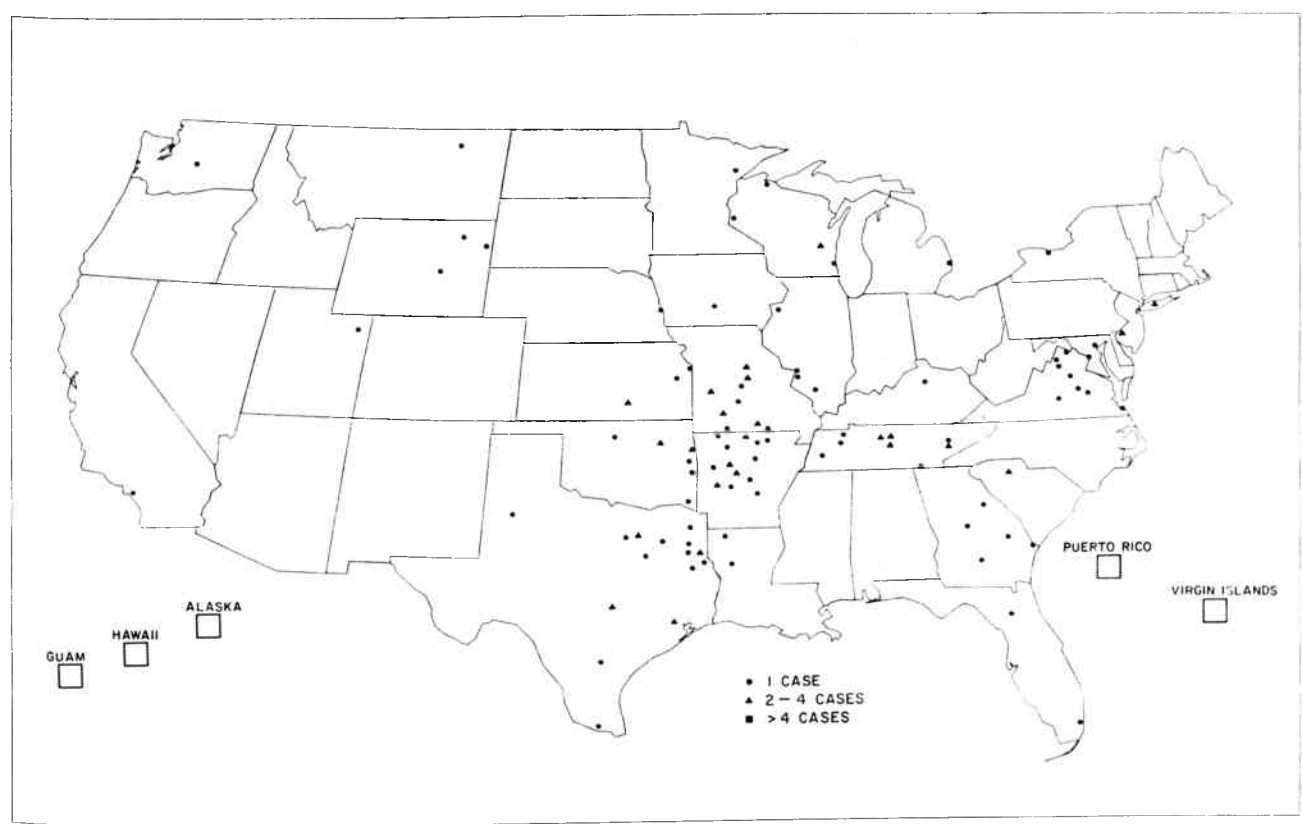 PUERTO RICO
VIRGIN ISLANDS
ALASKA
HAWAII
GUAM
1 CASE
2 – 4 CASES
>4 CASES